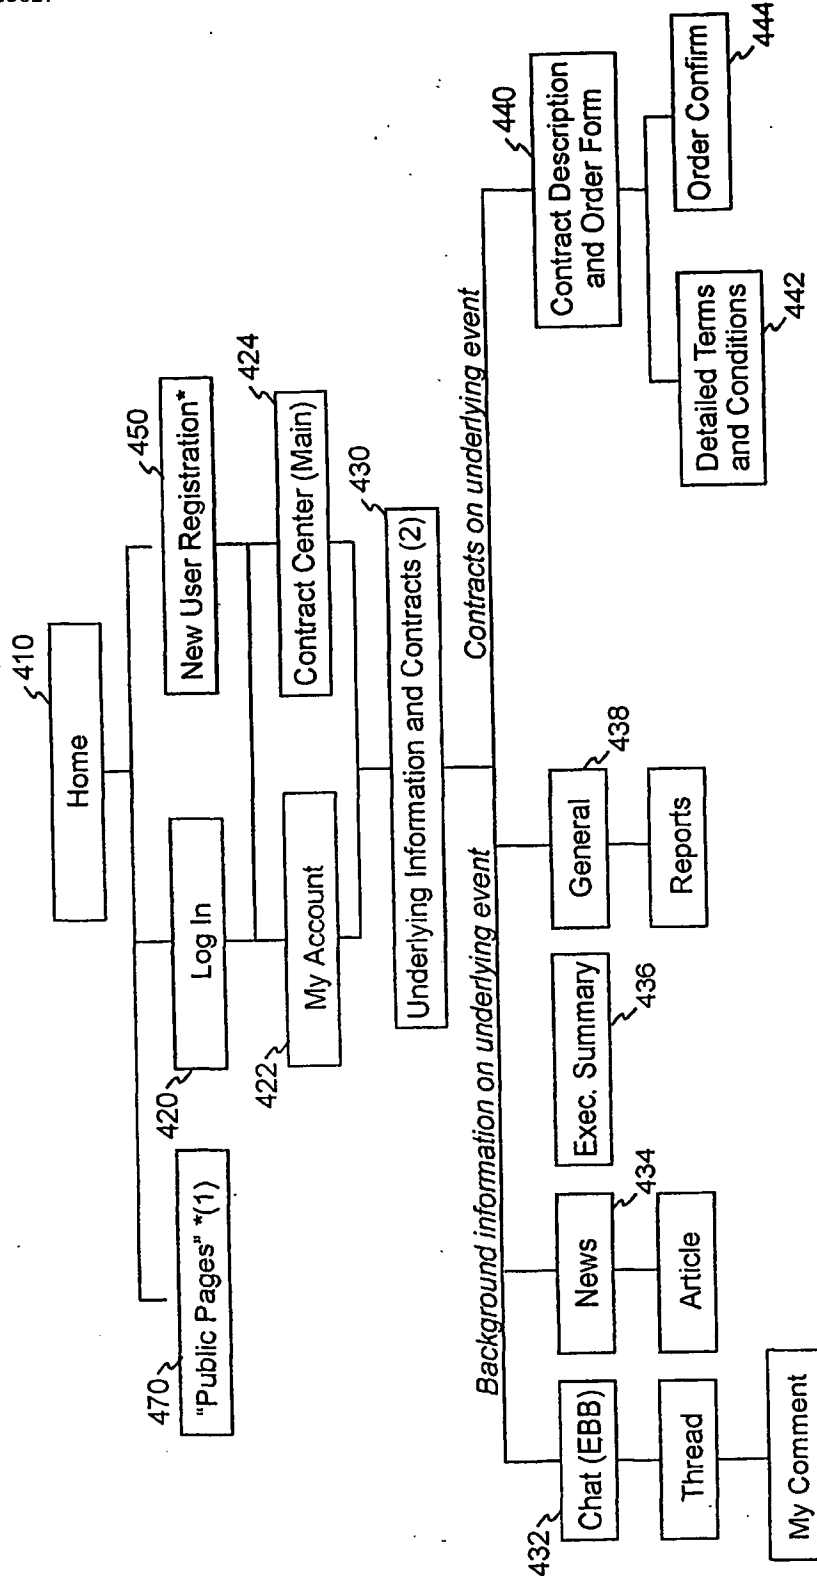 410
Home
470
"Public Pages" *(1)
420
Log In
450
New User Registration*
422
My Account
424
Contract Center (Main)
430
Underlying Information and Contracts (2)
Background information on underlying event
Contracts on underlying event
432
Chat (EBB)
News
434
Exec. Summary
436
General
438
440
Contract Description
and Order Form
Thread
Article
Reports
Detailed Terms
and Conditions
442
Order Confirm
444
My Comment